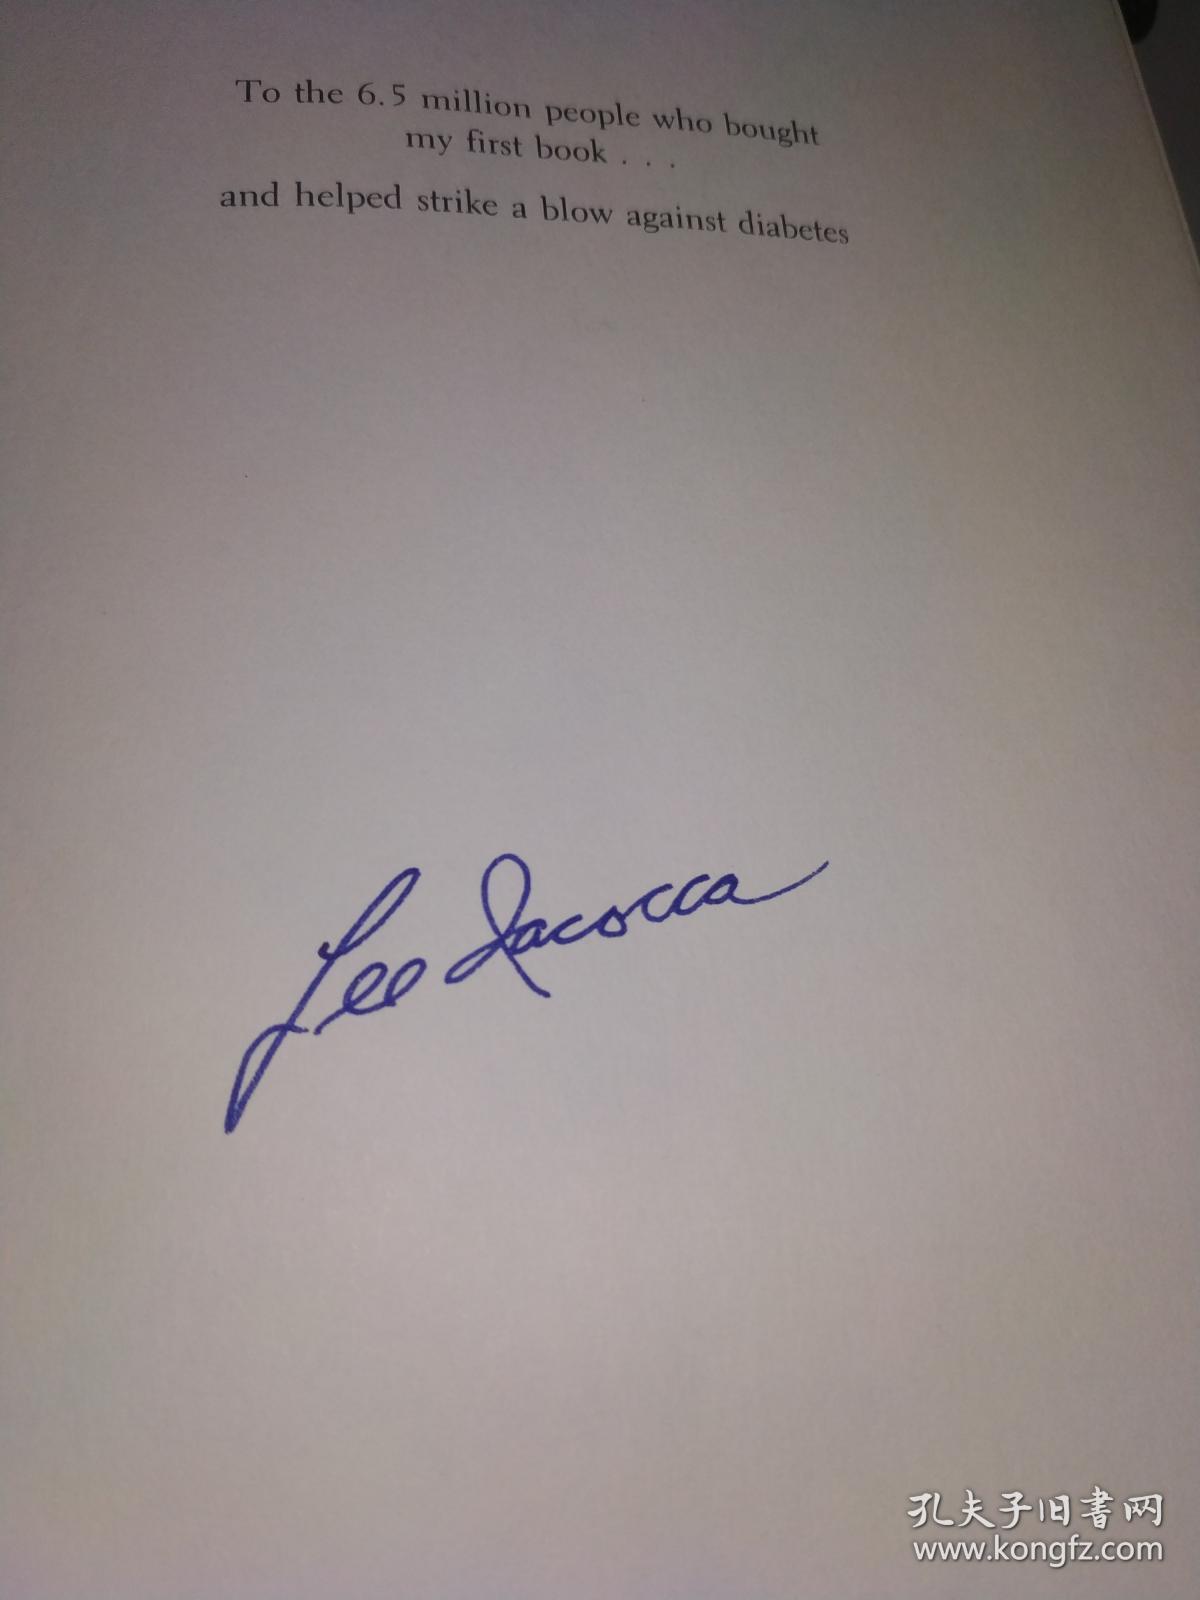 To the 6.5 million people who bought
my first book . . .
and helped strike a blow against diabetes
Lee Iacocca
孔夫子旧书网
www.kongfz.com